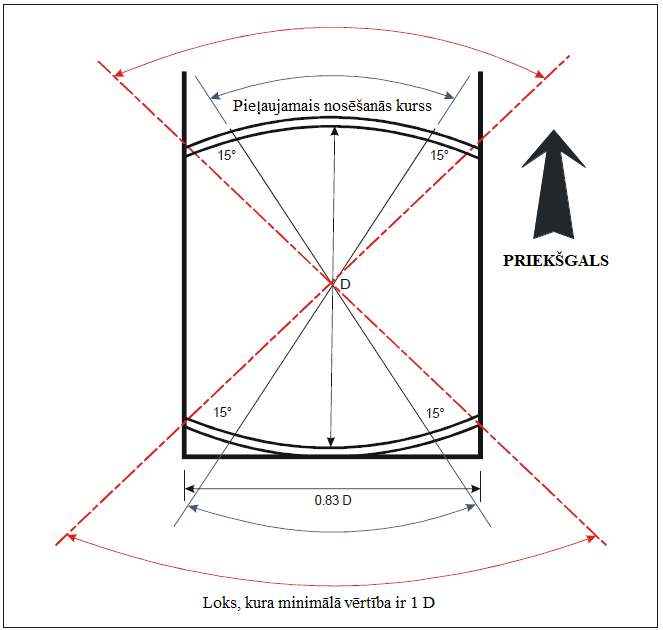 Pieļaujamais nosēšanās kurss
15°
15°
PRIEKŠGALS
D
15°
15°
0.83 D
Loks, kura minimālā vērtība ir 1 D